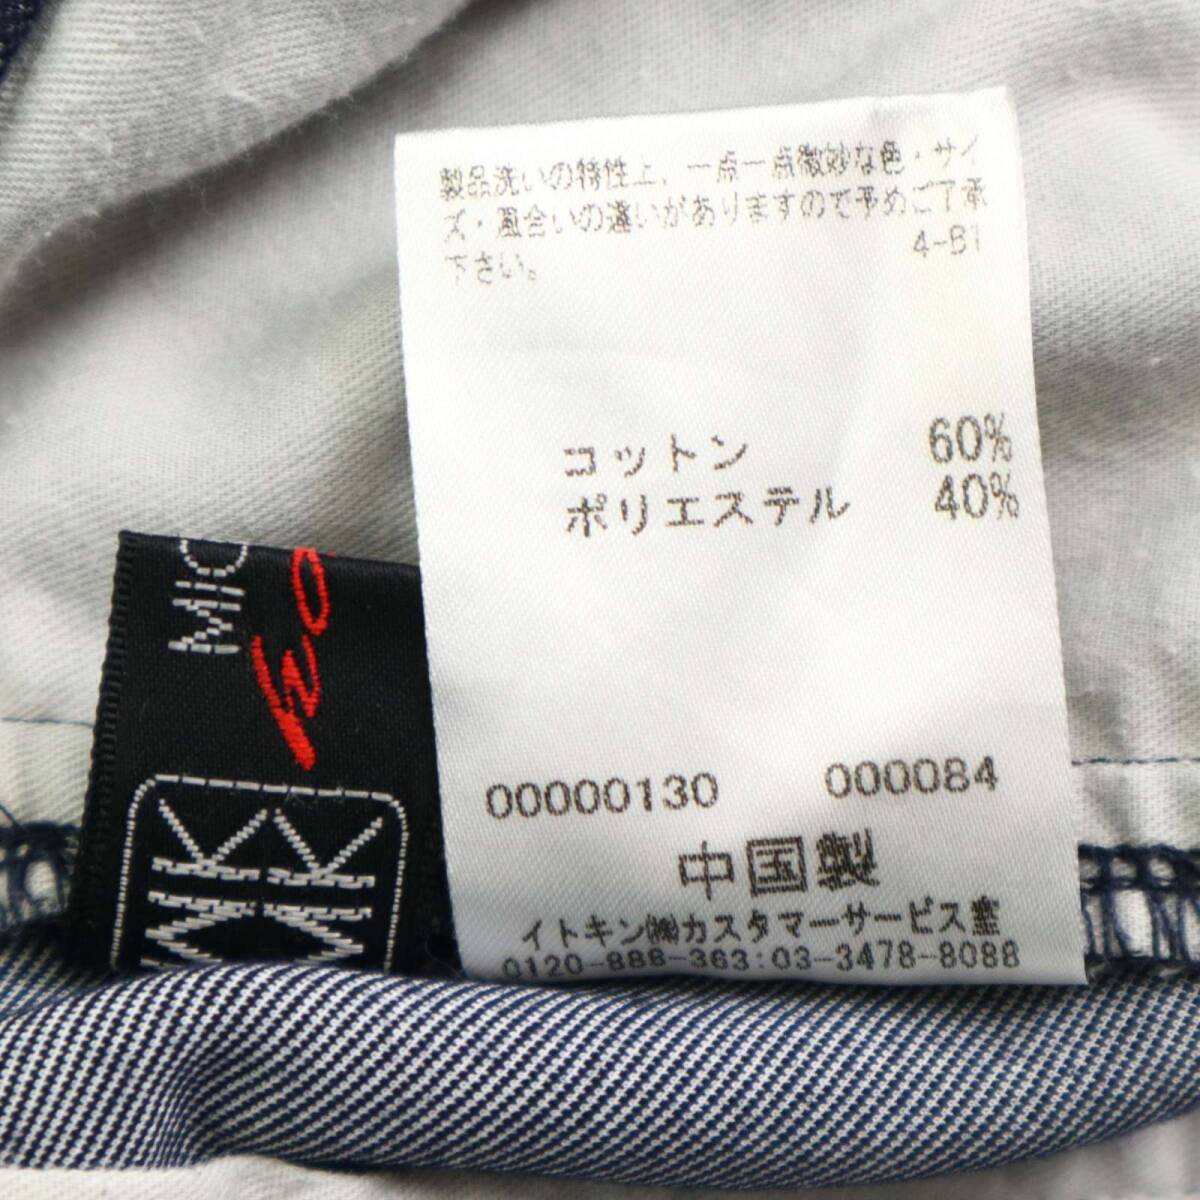 製品洗いの特性上、一点一点微妙な色・サイ
ズ・風合いの違いがありますので予めご了承
下さい。 4-B1
コットン 60%
ポリエステル 40%
00000130 000084
中国製
イトキン㈱カスタマーサービス室
0120-888-363:03-3478-8088